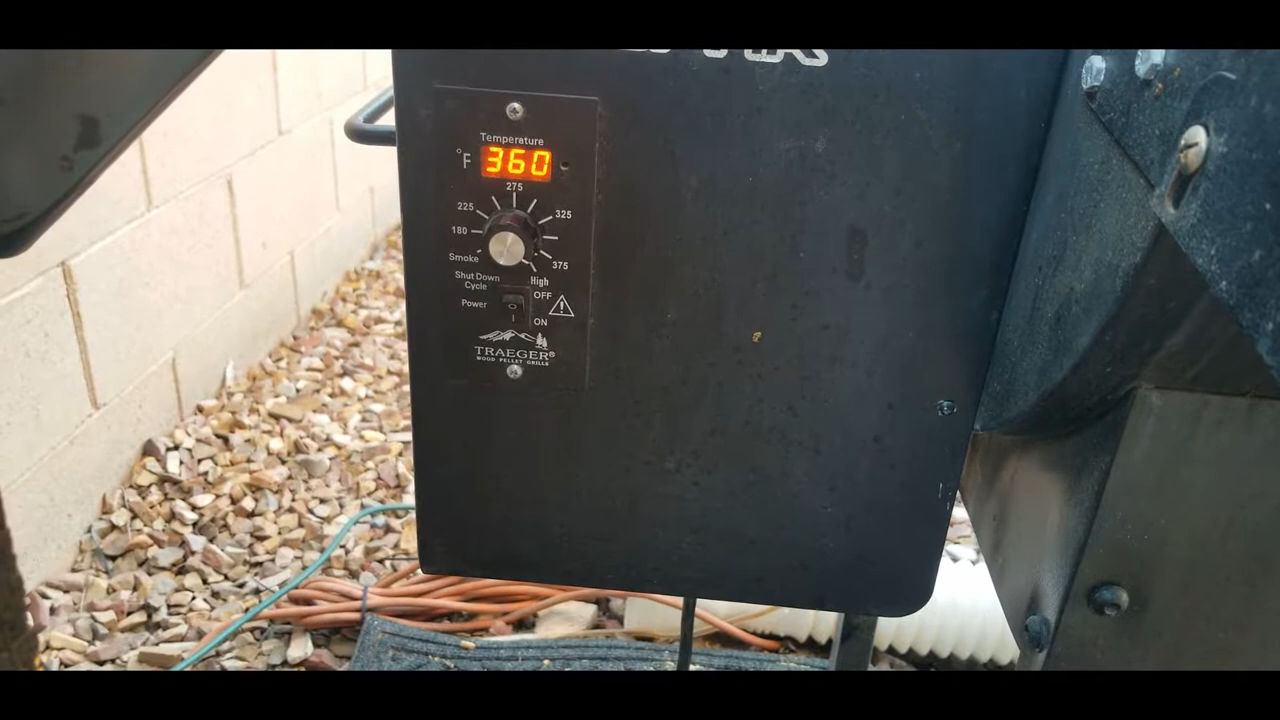 Temperature
°F 360
275
225
325
180
Smoke
375
Shut Down
Cycle
High
OFF
Power
ON
TRAEGER®
WOOD PELLET GRILLS